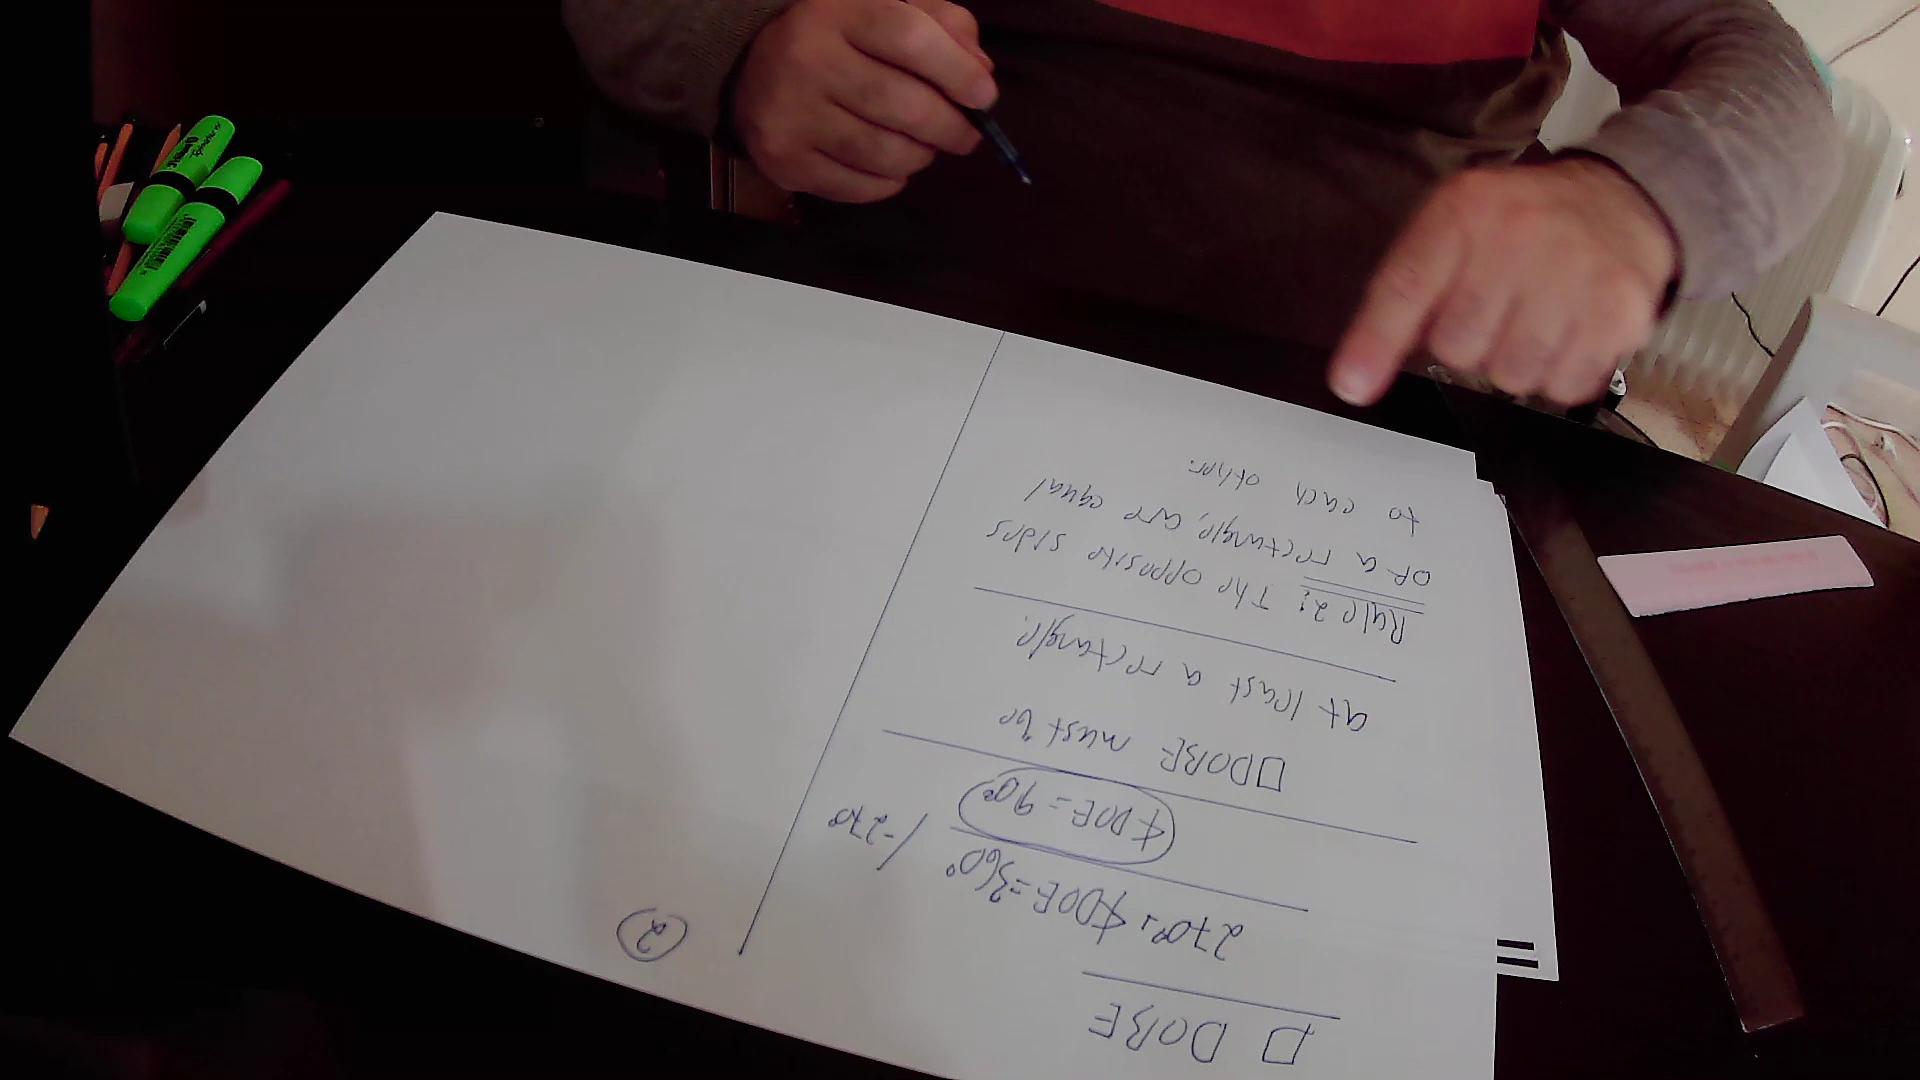 □ DOBE
270° + ∢DOE = 360° / -270°
∢DOE = 90°
□DOBE must be
at least a rectangle.
Rule 2: The opposite sides
of a rectangle, are equal
to each other.
2